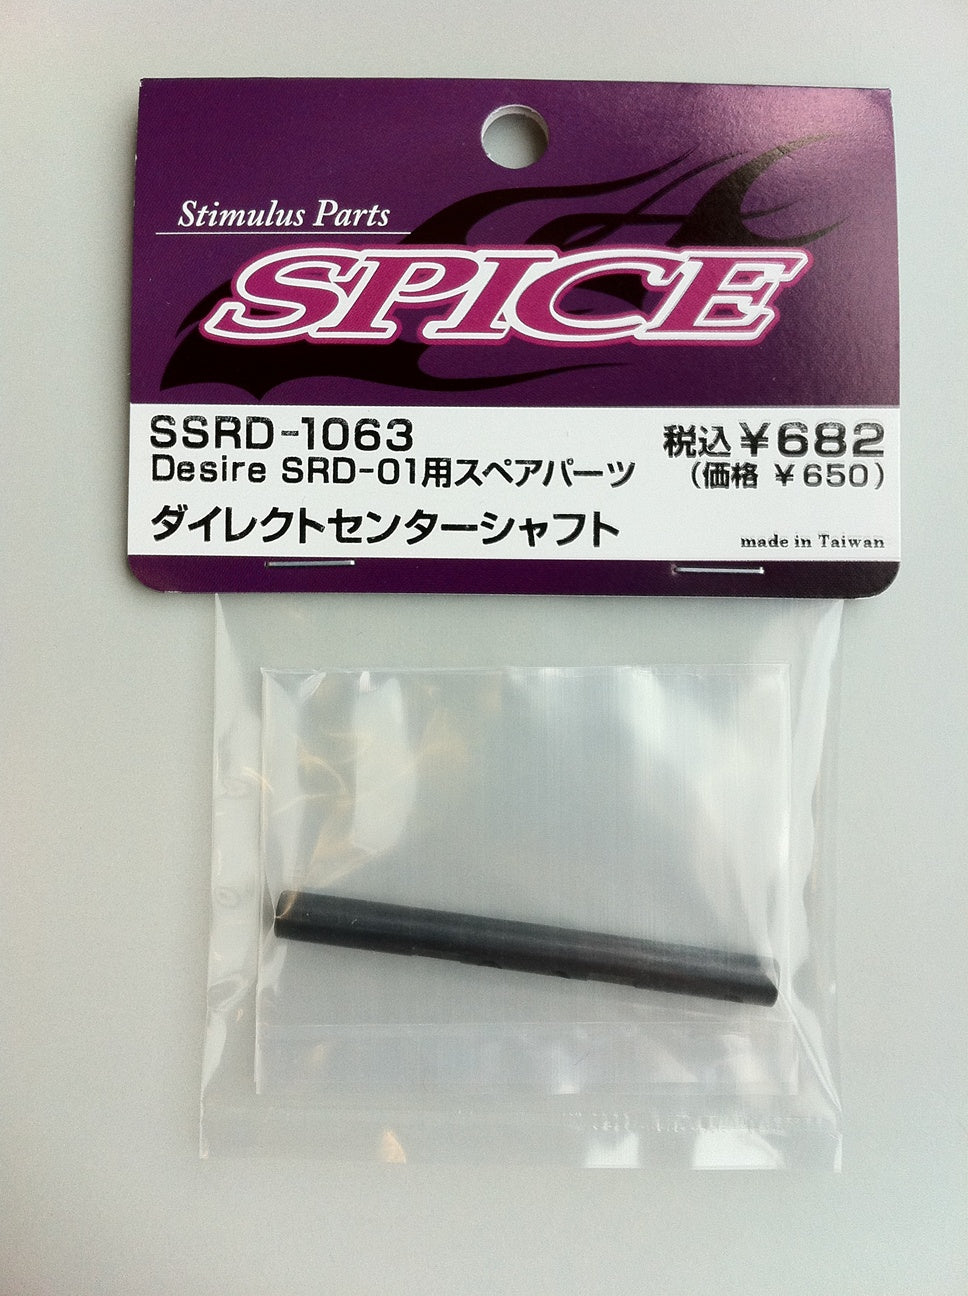 Stimulus Parts
SPICE
SSRD-1063
税込¥682
Desire SRD-01用スペアパーツ
(価格 ¥650)
ダイレクトセンターシャフト
made in Taiwan